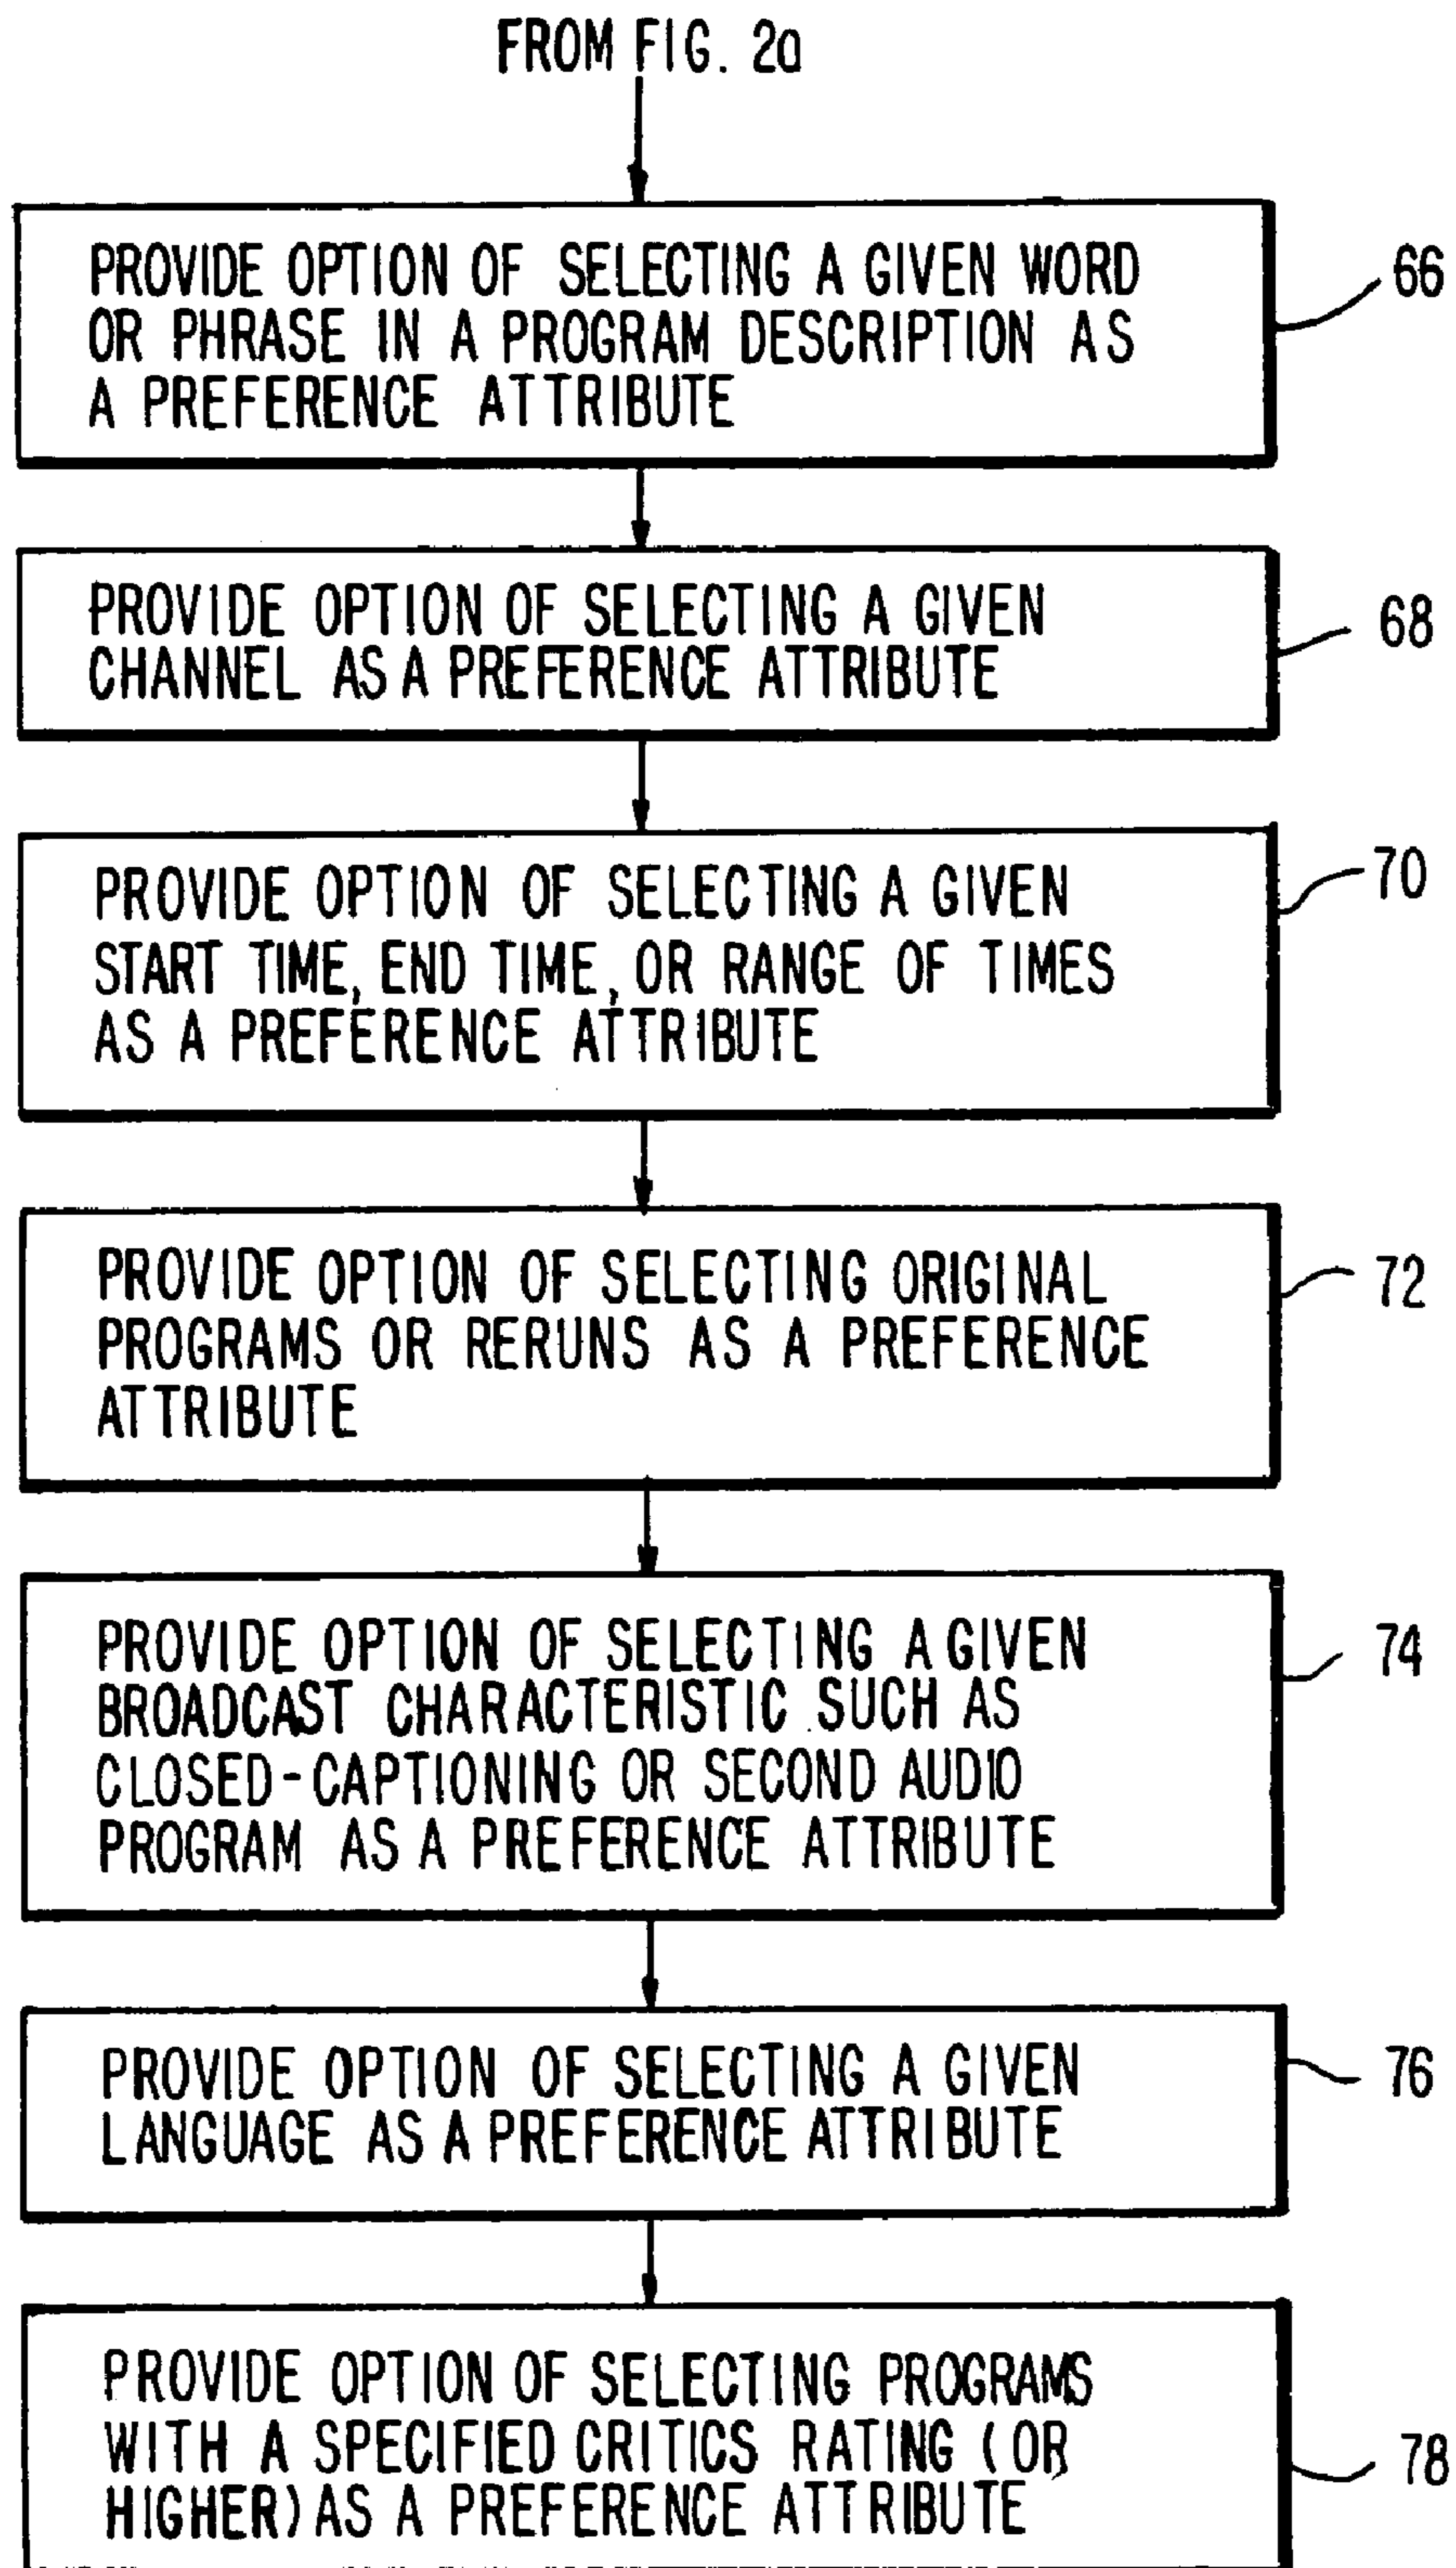 FROM FIG. 2a
PROVIDE OPTION OF SELECTING A GIVEN WORD
OR PHRASE IN A PROGRAM DESCRIPTION AS
A PREFERENCE ATTRIBUTE
66
PROVIDE OPTION OF SELECTING A GIVEN
CHANNEL AS A PREFERENCE ATTRIBUTE
68
PROVIDE OPTION OF SELECTING A GIVEN
START TIME, END TIME, OR RANGE OF TIMES
AS A PREFERENCE ATTRIBUTE
70
PROVIDE OPTION OF SELECTING ORIGINAL
PROGRAMS OR RERUNS AS A PREFERENCE
ATTRIBUTE
72
PROVIDE OPTION OF SELECTING A GIVEN
BROADCAST CHARACTERISTIC SUCH AS
CLOSED-CAPTIONING OR SECOND AUDIO
PROGRAM AS A PREFERENCE ATTRIBUTE
74
PROVIDE OPTION OF SELECTING A GIVEN
LANGUAGE AS A PREFERENCE ATTRIBUTE
76
PROVIDE OPTION OF SELECTING PROGRAMS
WITH A SPECIFIED CRITICS RATING (OR
HIGHER) AS A PREFERENCE ATTRIBUTE
78